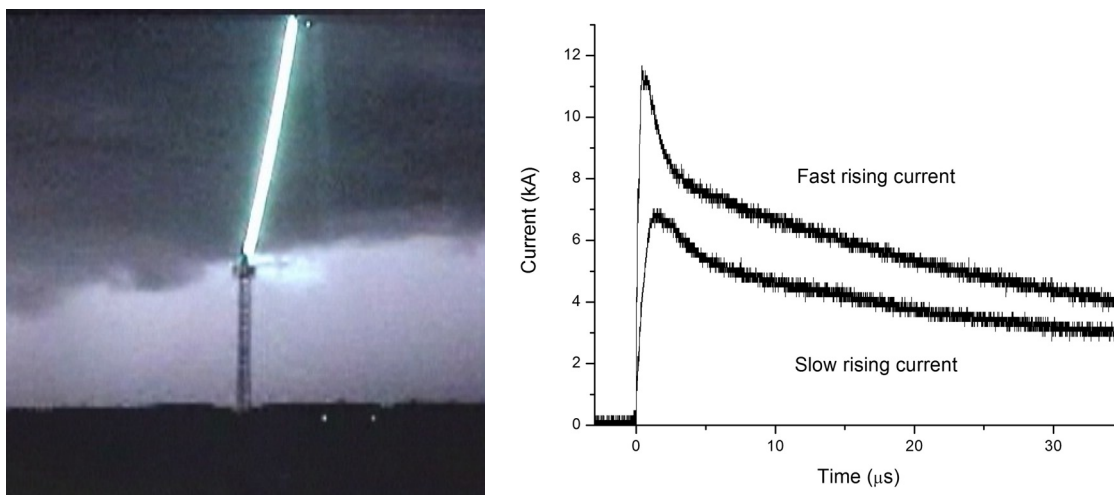 12
10
8
6
4
2
0
Current (kA)
Fast rising current
Slow rising current
0 10 20 30
Time (μs)